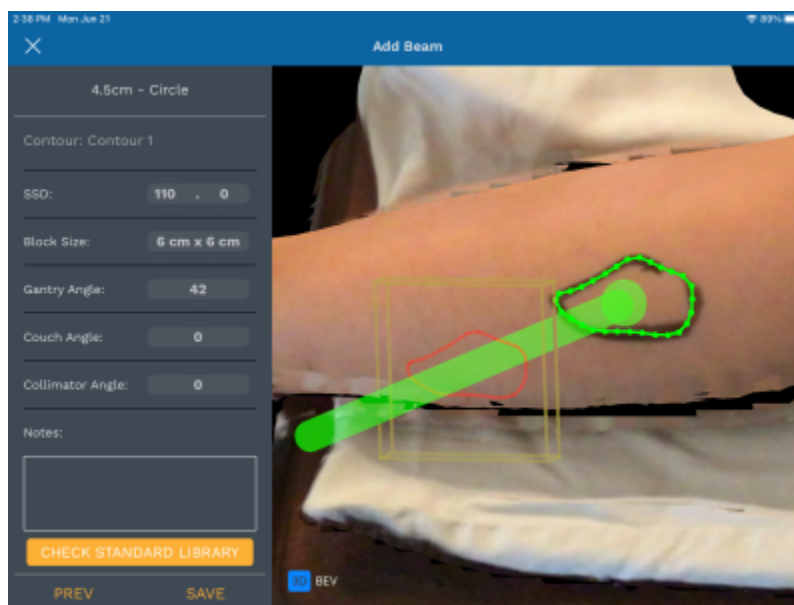 2:38 PM Mon Jun 21
89%
Add Beam
4.5cm - Circle
Contour: Contour 1
SSD: 110 . 0
Block Size: 6 cm x 6 cm
Gantry Angle: 42
Couch Angle: 0
Collimator Angle: 0
Notes:
CHECK STANDARD LIBRARY
PREV SAVE
3D BEV